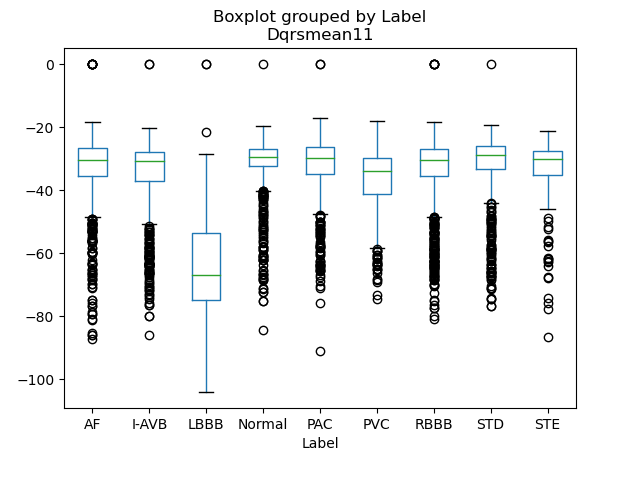 Boxplot grouped by Label
Dqrsmean11
0
−20
−40
−60
−80
−100
AF I-AVB LBBB Normal PAC PVC RBBB STD STE
Label